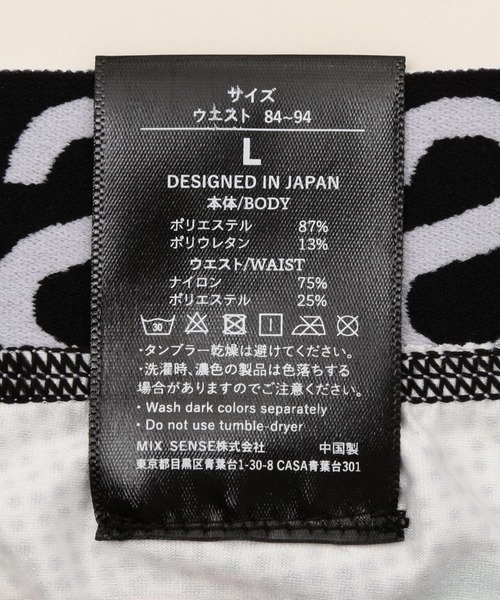 サイズ
ウエスト 84~94
L
DESIGNED IN JAPAN
本体/BODY
ポリエステル 87%
ポリウレタン 13%
ウエスト/WAIST
ナイロン 75%
ポリエステル 25%
30
・タンブラー乾燥は避けてください。
・洗濯時、濃色の製品は色落ちする
場合がありますのでご注意ください。
・Wash dark colors separately
・Do not use tumble-dryer
MIX SENSE株式会社 中国製
東京都目黒区青葉台1-30-8 CASA青葉台301